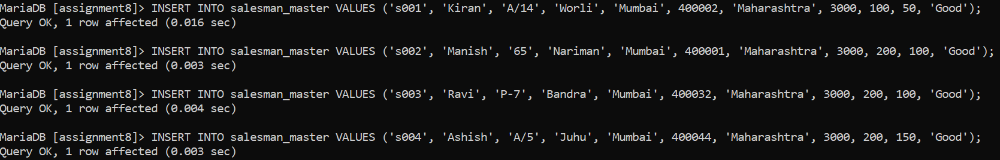 MariaDB [assignment8]> INSERT INTO salesman_master VALUES ('s001', 'Kiran', 'A/14', 'Worli', 'Mumbai', 400002, 'Maharashtra', 3000, 100, 50, 'Good');
Query OK, 1 row affected (0.016 sec)
MariaDB [assignment8]> INSERT INTO salesman_master VALUES ('s002', 'Manish', '65', 'Nariman', 'Mumbai', 400001, 'Maharashtra', 3000, 200, 100, 'Good');
Query OK, 1 row affected (0.003 sec)
MariaDB [assignment8]> INSERT INTO salesman_master VALUES ('s003', 'Ravi', 'P-7', 'Bandra', 'Mumbai', 400032, 'Maharashtra', 3000, 200, 100, 'Good');
Query OK, 1 row affected (0.004 sec)
MariaDB [assignment8]> INSERT INTO salesman_master VALUES ('s004', 'Ashish', 'A/5', 'Juhu', 'Mumbai', 400044, 'Maharashtra', 3000, 200, 150, 'Good');
Query OK, 1 row affected (0.003 sec)